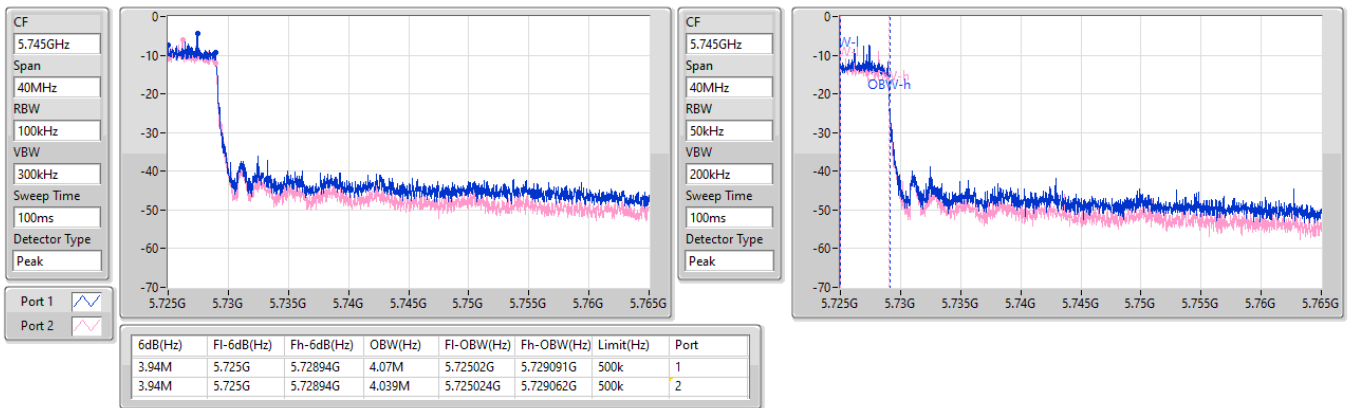 CF
5.745GHz
Span
40MHz
RBW
100kHz
VBW
300kHz
Sweep Time
100ms
Detector Type
Peak
Port 1
Port 2
0
-10
-20
-30
-40
-50
-60
-70
5.725G 5.73G 5.735G 5.74G 5.745G 5.75G 5.755G 5.76G 5.765G
CF
5.745GHz
Span
40MHz
RBW
50kHz
VBW
200kHz
Sweep Time
100ms
Detector Type
Peak
0
-10
-20
-30
-40
-50
-60
-70
W-l
OBW-h
5.725G 5.73G 5.735G 5.74G 5.745G 5.75G 5.755G 5.76G 5.765G
6dB(Hz) Fl-6dB(Hz) Fh-6dB(Hz) OBW(Hz) Fl-OBW(Hz) Fh-OBW(Hz) Limit(Hz) Port
3.94M 5.725G 5.72894G 4.07M 5.72502G 5.729091G 500k 1
3.94M 5.725G 5.72894G 4.039M 5.725024G 5.729062G 500k 2